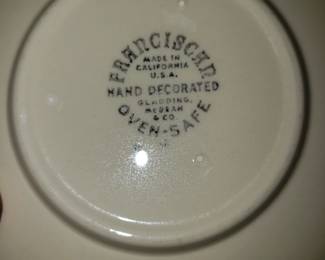 FRANCISCAN
MADE IN
CALIFORNIA
U.S.A.
HAND DECORATED
GLADDING,
McBEAN
& CO.
OVEN-SAFE